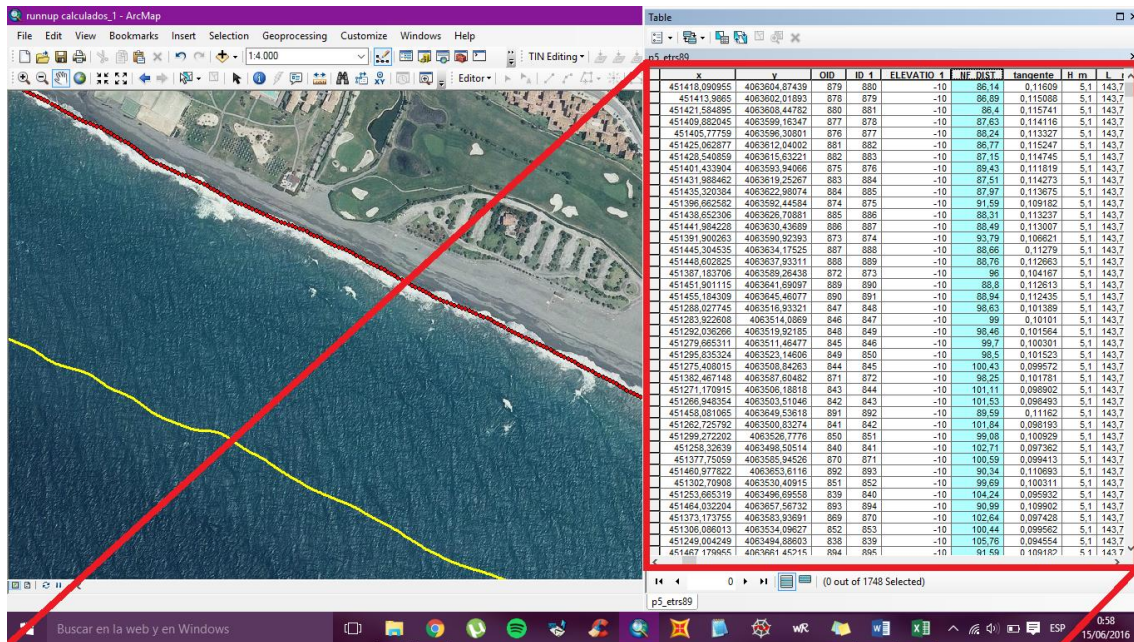 runnup calculados_1 - ArcMap
File Edit View Bookmarks Insert Selection Geoprocessing Customize Windows Help
1:4.000
TIN Editing
Editor
Table
p5_etrs89
x y OID ID_1 ELEVATIO_1 NF_DIST tangente H_m L_
451418,090955 4063604,87439 879 880 -10 86,14 0,11609 5,1 143,7
451413,9865 4063602,01893 878 879 -10 86,89 0,115088 5,1 143,7
451421,584895 4063608,44782 880 881 -10 86,4 0,115741 5,1 143,7
451409,882045 4063599,16347 877 878 -10 87,63 0,114116 5,1 143,7
451405,77759 4063596,30801 876 877 -10 88,24 0,113327 5,1 143,7
451425,062877 4063612,04002 881 882 -10 86,77 0,115247 5,1 143,7
451428,540859 4063615,63221 882 883 -10 87,15 0,114745 5,1 143,7
451401,433904 4063593,94066 875 876 -10 89,43 0,111819 5,1 143,7
451431,988462 4063619,25267 883 884 -10 87,51 0,114273 5,1 143,7
451435,320384 4063622,98074 884 885 -10 87,97 0,113675 5,1 143,7
451396,662582 4063592,44584 874 875 -10 91,59 0,109182 5,1 143,7
451438,652306 4063626,70881 885 886 -10 88,31 0,113237 5,1 143,7
451441,984228 4063630,43689 886 887 -10 88,49 0,113007 5,1 143,7
451391,900263 4063590,92393 873 874 -10 93,79 0,106621 5,1 143,7
451445,304535 4063634,17525 887 888 -10 88,66 0,11279 5,1 143,7
451448,602825 4063637,93311 888 889 -10 88,76 0,112663 5,1 143,7
451387,183706 4063589,26438 872 873 -10 96 0,104167 5,1 143,7
451451,901115 4063641,69097 889 890 -10 88,8 0,112613 5,1 143,7
451455,184309 4063645,46077 890 891 -10 88,94 0,112435 5,1 143,7
451288,027745 4063516,93321 847 848 -10 98,63 0,101389 5,1 143,7
451283,922608 4063514,0869 846 847 -10 99 0,10101 5,1 143,7
451292,036266 4063519,92185 848 849 -10 98,46 0,101564 5,1 143,7
451279,665311 4063511,46477 845 846 -10 99,7 0,100301 5,1 143,7
451295,835324 4063523,14606 849 850 -10 98,5 0,101523 5,1 143,7
451275,408015 4063508,84263 844 845 -10 100,43 0,099572 5,1 143,7
451382,467148 4063587,60482 871 872 -10 98,25 0,101781 5,1 143,7
451271,170915 4063506,18818 843 844 -10 101,11 0,098902 5,1 143,7
451266,948354 4063503,51046 842 843 -10 101,53 0,098493 5,1 143,7
451458,081065 4063649,53618 891 892 -10 89,59 0,11162 5,1 143,7
451262,725792 4063500,83274 841 842 -10 101,84 0,098193 5,1 143,7
451299,272202 4063526,7776 850 851 -10 99,08 0,100929 5,1 143,7
451258,32639 4063498,50514 840 841 -10 102,71 0,097362 5,1 143,7
451377,75059 4063585,94526 870 871 -10 100,59 0,099413 5,1 143,7
451460,977822 4063653,6116 892 893 -10 90,34 0,110693 5,1 143,7
451302,70908 4063530,40915 851 852 -10 99,69 0,100311 5,1 143,7
451253,665319 4063496,69558 839 840 -10 104,24 0,095932 5,1 143,7
451464,032204 4063657,56732 893 894 -10 90,99 0,109902 5,1 143,7
451373,173755 4063583,93691 869 870 -10 102,64 0,097428 5,1 143,7
451306,086013 4063534,09627 852 853 -10 100,44 0,099562 5,1 143,7
451249,004249 4063494,88603 838 839 -10 105,76 0,094554 5,1 143,7
451467,179955 4063661,45215 894 895 -10 91,59 0,109182 5,1 143,7
0 (0 out of 1748 Selected)
p5_etrs89
Buscar en la web y en Windows
WR
ESP
0:58
15/06/2016